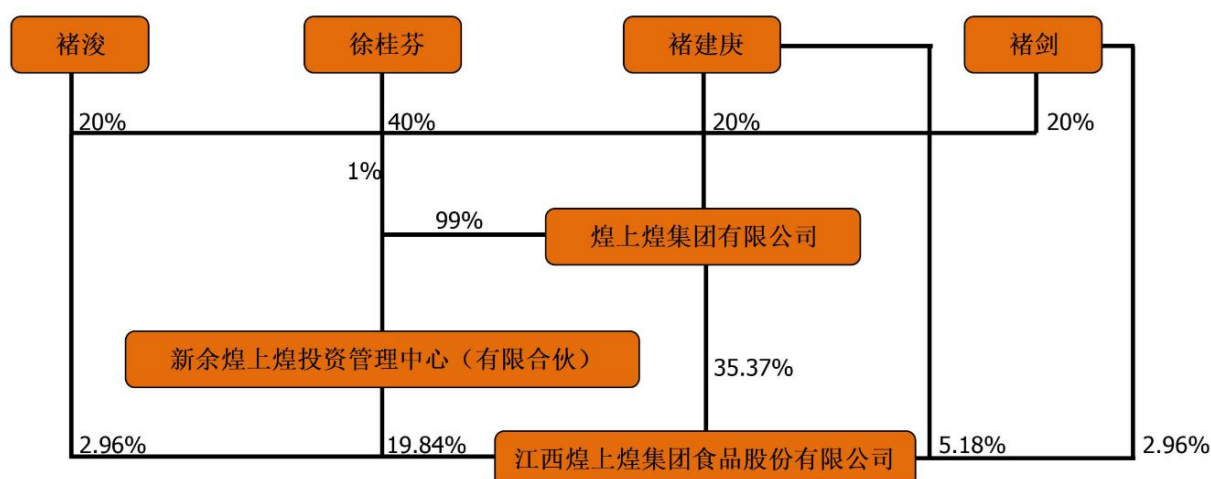 褚浚
徐桂芬
褚建庚
褚剑
20%
40%
20%
20%
1%
99%
煌上煌集团有限公司
新余煌上煌投资管理中心（有限合伙）
35.37%
2.96%
19.84%
江西煌上煌集团食品股份有限公司
5.18%
2.96%